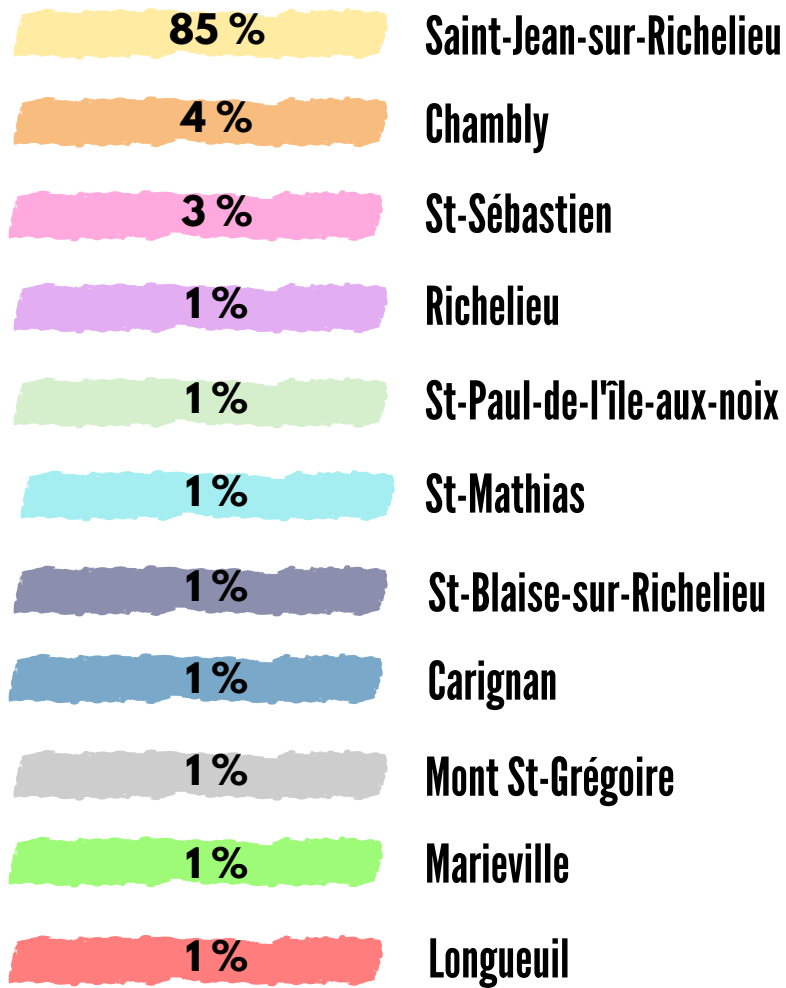 85 % Saint-Jean-sur-Richelieu
4 % Chambly
3 % St-Sébastien
1 % Richelieu
1 % St-Paul-de-l'île-aux-noix
1 % St-Mathias
1 % St-Blaise-sur-Richelieu
1 % Carignan
1 % Mont St-Grégoire
1 % Marieville
1 % Longueuil